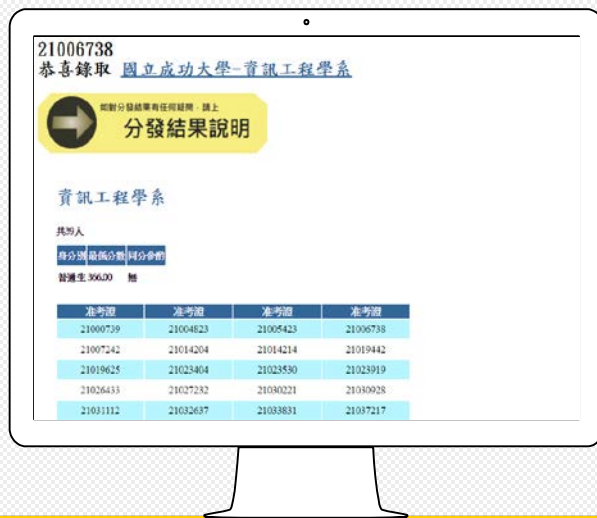 21006738
恭喜錄取 國立成功大學-資訊工程學系
如對分發結果有任何疑問，請上
分發結果說明
資訊工程學系
共39人
身分別 最低分數 同分參酌
普通生 366.00 無
准考證 准考證 准考證 准考證
21000739 21004823 21005423 21006738
21007242 21014204 21014214 21019442
21019625 21023404 21023530 21023919
21026433 21027232 21030221 21030928
21031112 21032637 21033831 21037217